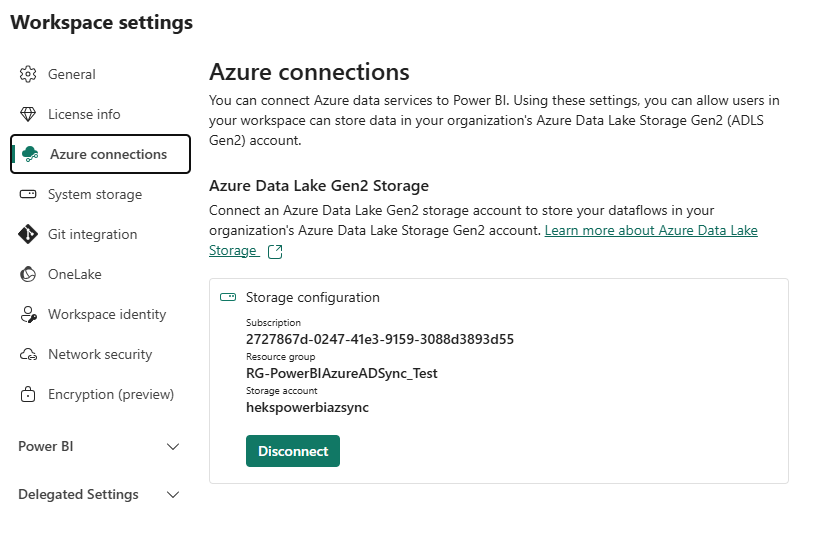 Workspace settings
General
License info
Azure connections
System storage
Git integration
OneLake
Workspace identity
Network security
Encryption (preview)
Power BI
Delegated Settings
Azure connections
You can connect Azure data services to Power BI. Using these settings, you can allow users in
your workspace can store data in your organization's Azure Data Lake Storage Gen2 (ADLS
Gen2) account.
Azure Data Lake Gen2 Storage
Connect an Azure Data Lake Gen2 storage account to store your dataflows in your
organization's Azure Data Lake Storage Gen2 account. Learn more about Azure Data Lake
Storage
Storage configuration
Subscription
2727867d-0247-41e3-9159-3088d3893d55
Resource group
RG-PowerBIAzureADSync_Test
Storage account
hekspowerbiazsync
Disconnect